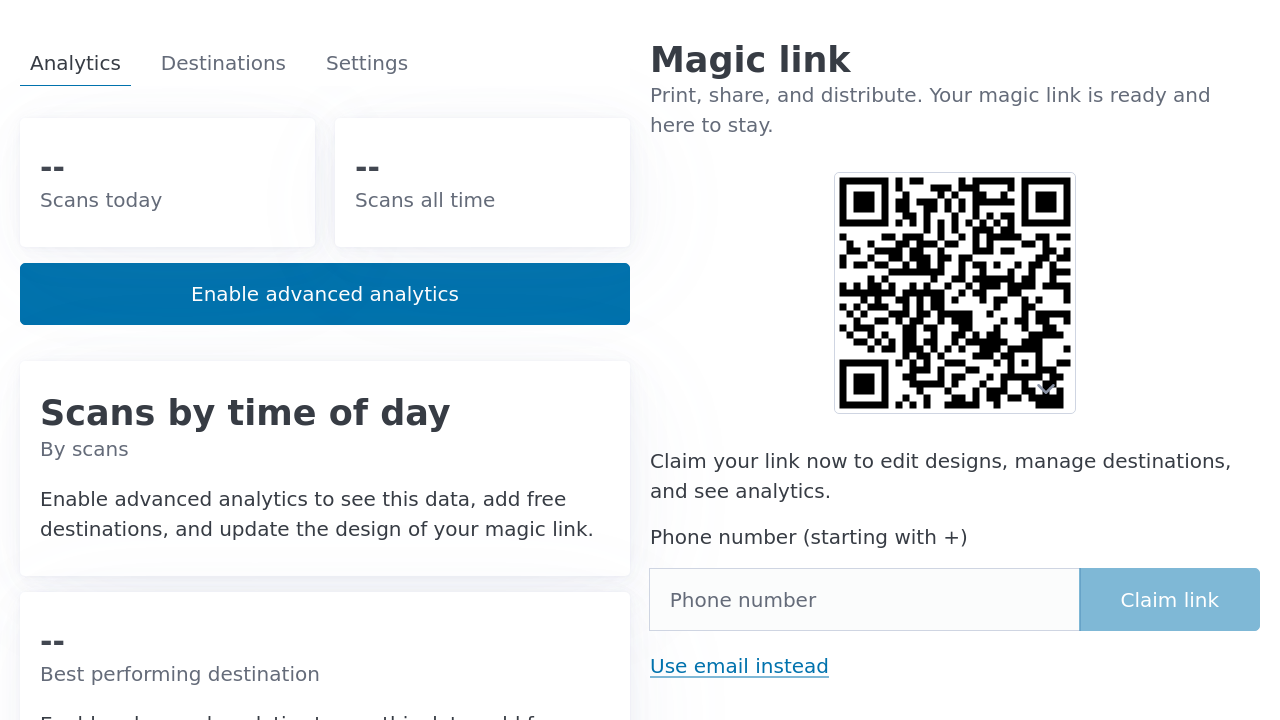 Analytics
Destinations
Settings
--
Scans today
--
Scans all time
Enable advanced analytics
Scans by time of day
By scans
Enable advanced analytics to see this data, add free
destinations, and update the design of your magic link.
--
Best performing destination
Magic link
Print, share, and distribute. Your magic link is ready and
here to stay.
Claim your link now to edit designs, manage destinations,
and see analytics.
Phone number (starting with +)
Phone number
Claim link
Use email instead